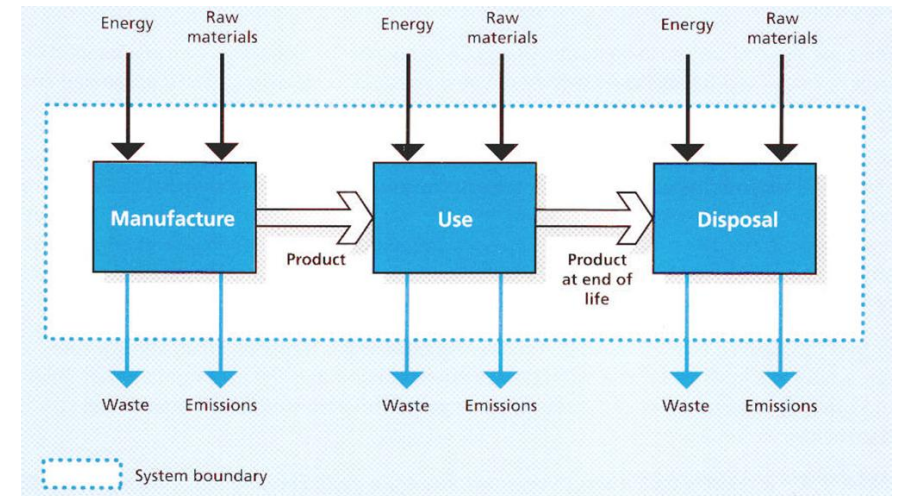 Energy
Raw
materials
Energy
Raw
materials
Energy
Raw
materials
Manufacture
Use
Disposal
Product
Product
at end of
life
Waste
Emissions
Waste
Emissions
Waste
Emissions
System boundary